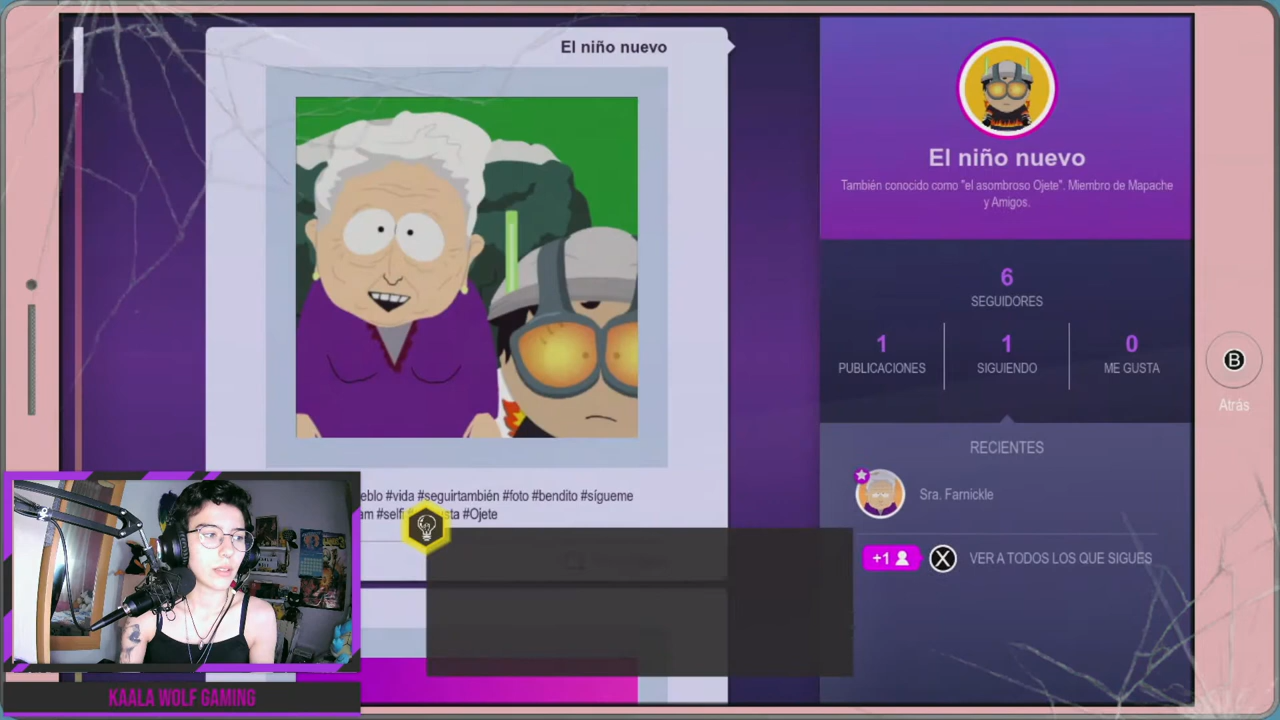 El niño nuevo
El niño nuevo
También conocido como "el asombroso Ojete". Miembro de Mapache
y Amigos.
6
SEGUIDORES
1
PUBLICACIONES
1
SIGUIENDO
0
ME GUSTA
B
Atrás
RECIENTES
Sra. Farnickle
+1
X
VER A TODOS LOS QUE SIGUES
#vida #seguirtambién #foto #bendito #sígueme
#Ojete
KAALA WOLF GAMING